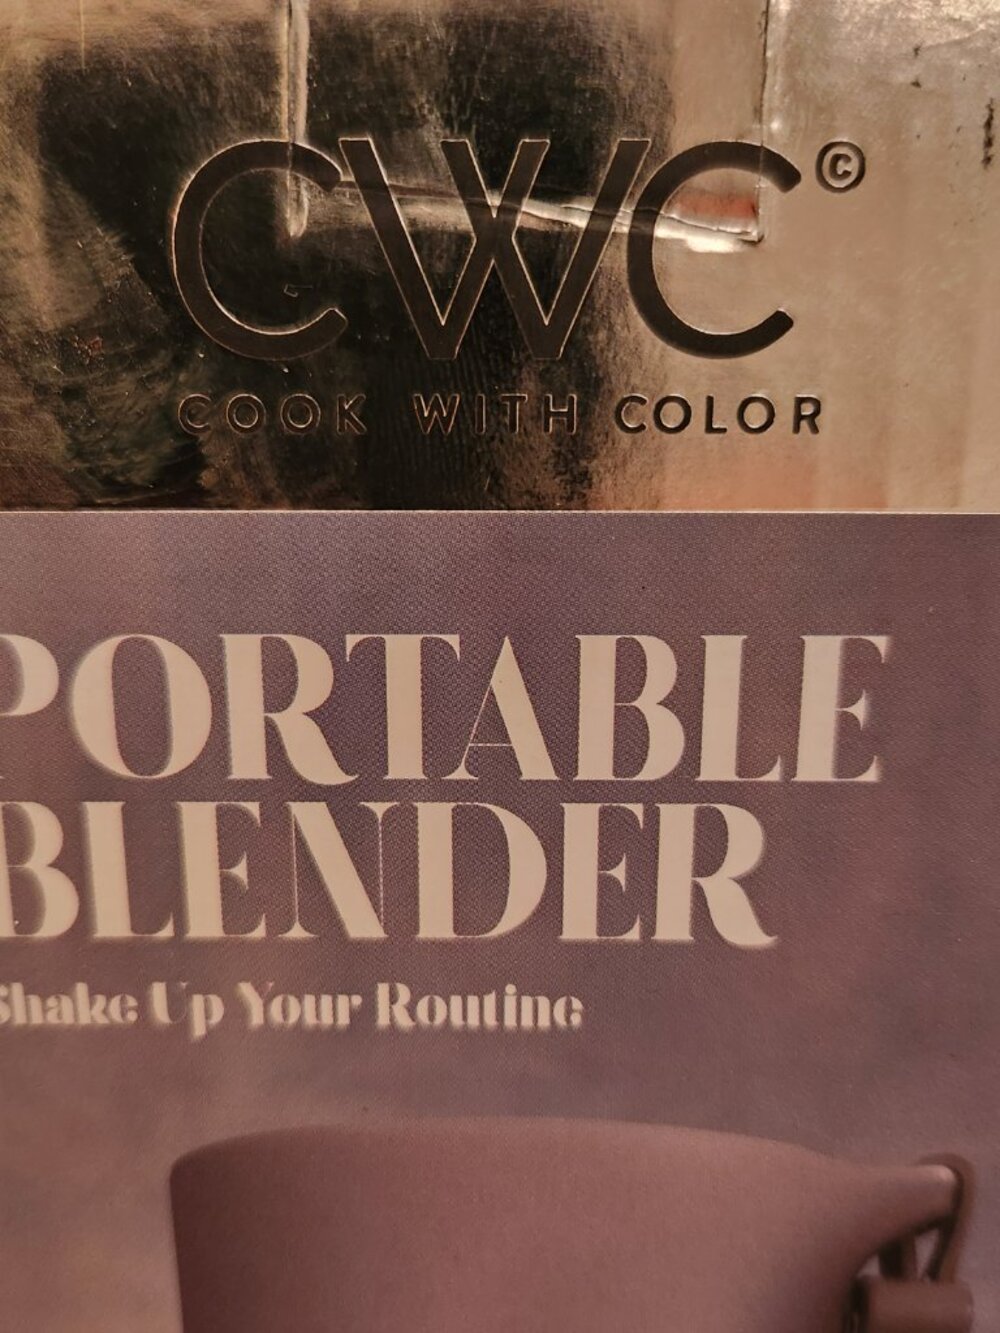 CWC©
COOK WITH COLOR
PORTABLE
BLENDER
Shake Up Your Routine